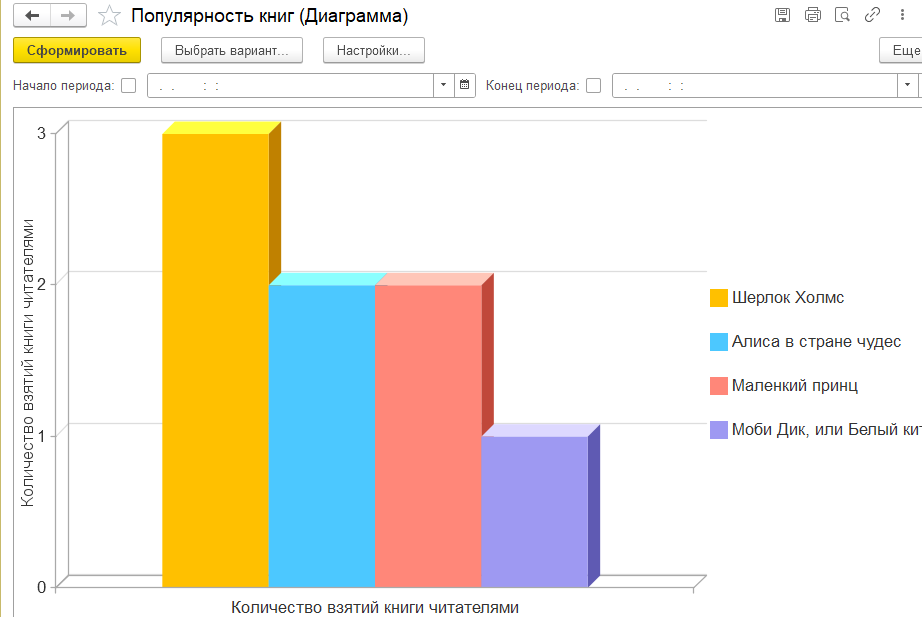 Популярность книг (Диаграмма)
Сформировать
Выбрать вариант...
Настройки...
Еще
Начало периода:
. . : :
Конец периода:
. . : :
3
2
1
0
Количество взятий книги читателями
Количество взятий книги читателями
Шерлок Холмс
Алиса в стране чудес
Маленкий принц
Моби Дик, или Белый кит